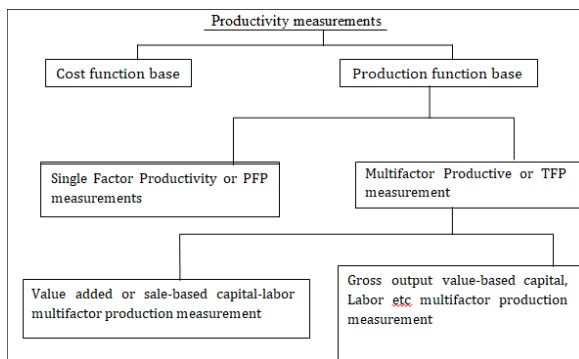 Productivity measurements
Cost function base
Production function base
Single Factor Productivity or PFP
measurements
Multifactor Productive or TFP
measurement
Value added or sale-based capital-labor
multifactor production measurement
Gross output value-based capital,
Labor etc multifactor production
measurement